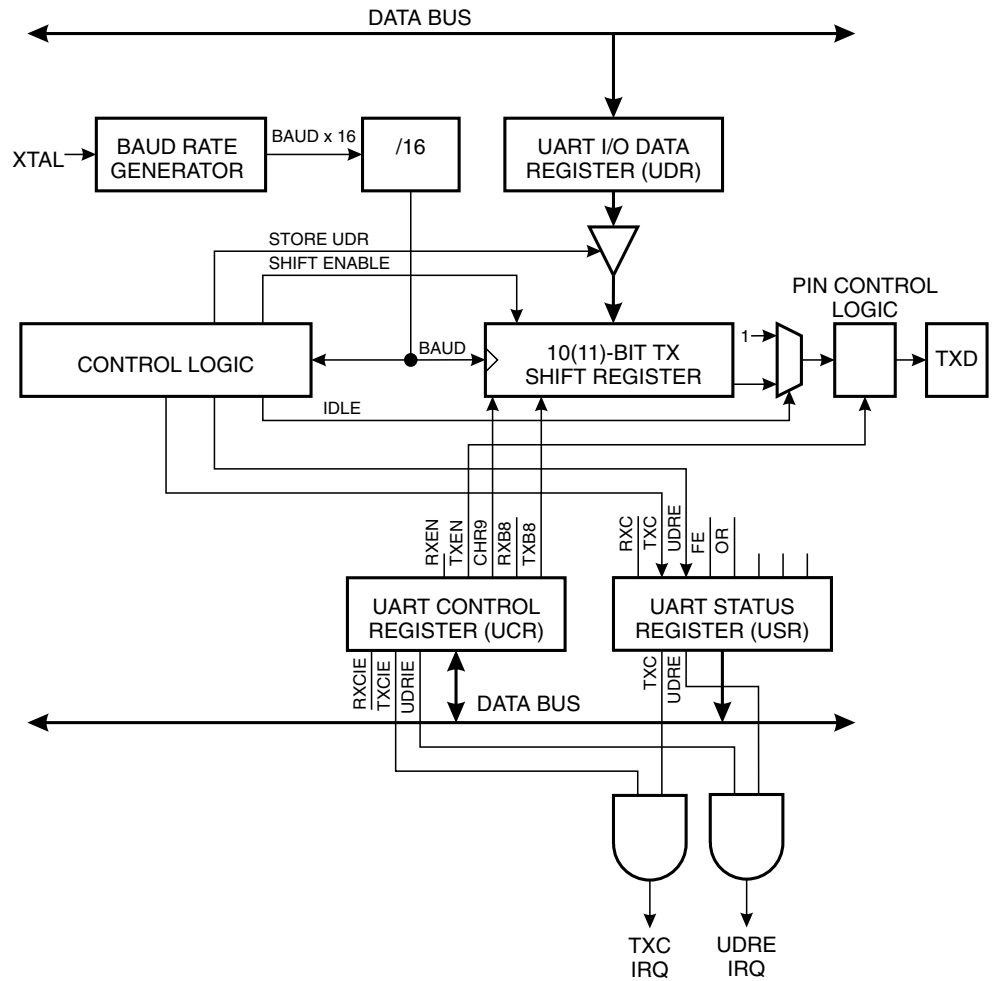 DATA BUS
XTAL
BAUD RATE
GENERATOR
BAUD x 16
/16
UART I/O DATA
REGISTER (UDR)
STORE UDR
SHIFT ENABLE
PIN CONTROL
LOGIC
CONTROL LOGIC
BAUD
10(11)-BIT TX
SHIFT REGISTER
1
TXD
IDLE
RXEN
TXEN
CHR9
RXB8
TXB8
RXC
TXC
UDRE
FE
OR
UART CONTROL
REGISTER (UCR)
UART STATUS
REGISTER (USR)
RXCIE
TXCIE
UDRIE
TXC
UDRE
DATA BUS
TXC
IRQ
UDRE
IRQ